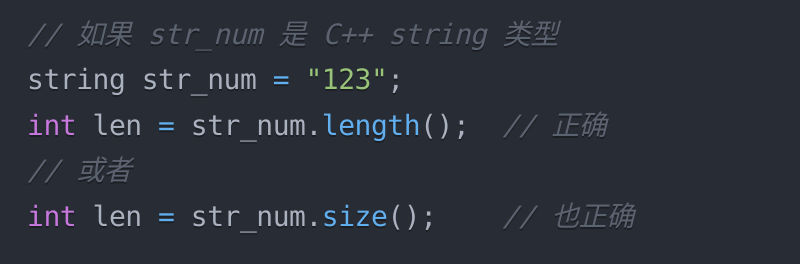 // 如果 str_num 是 C++ string 类型
string str_num = "123";
int len = str_num.length();  // 正确
// 或者
int len = str_num.size();    // 也正确